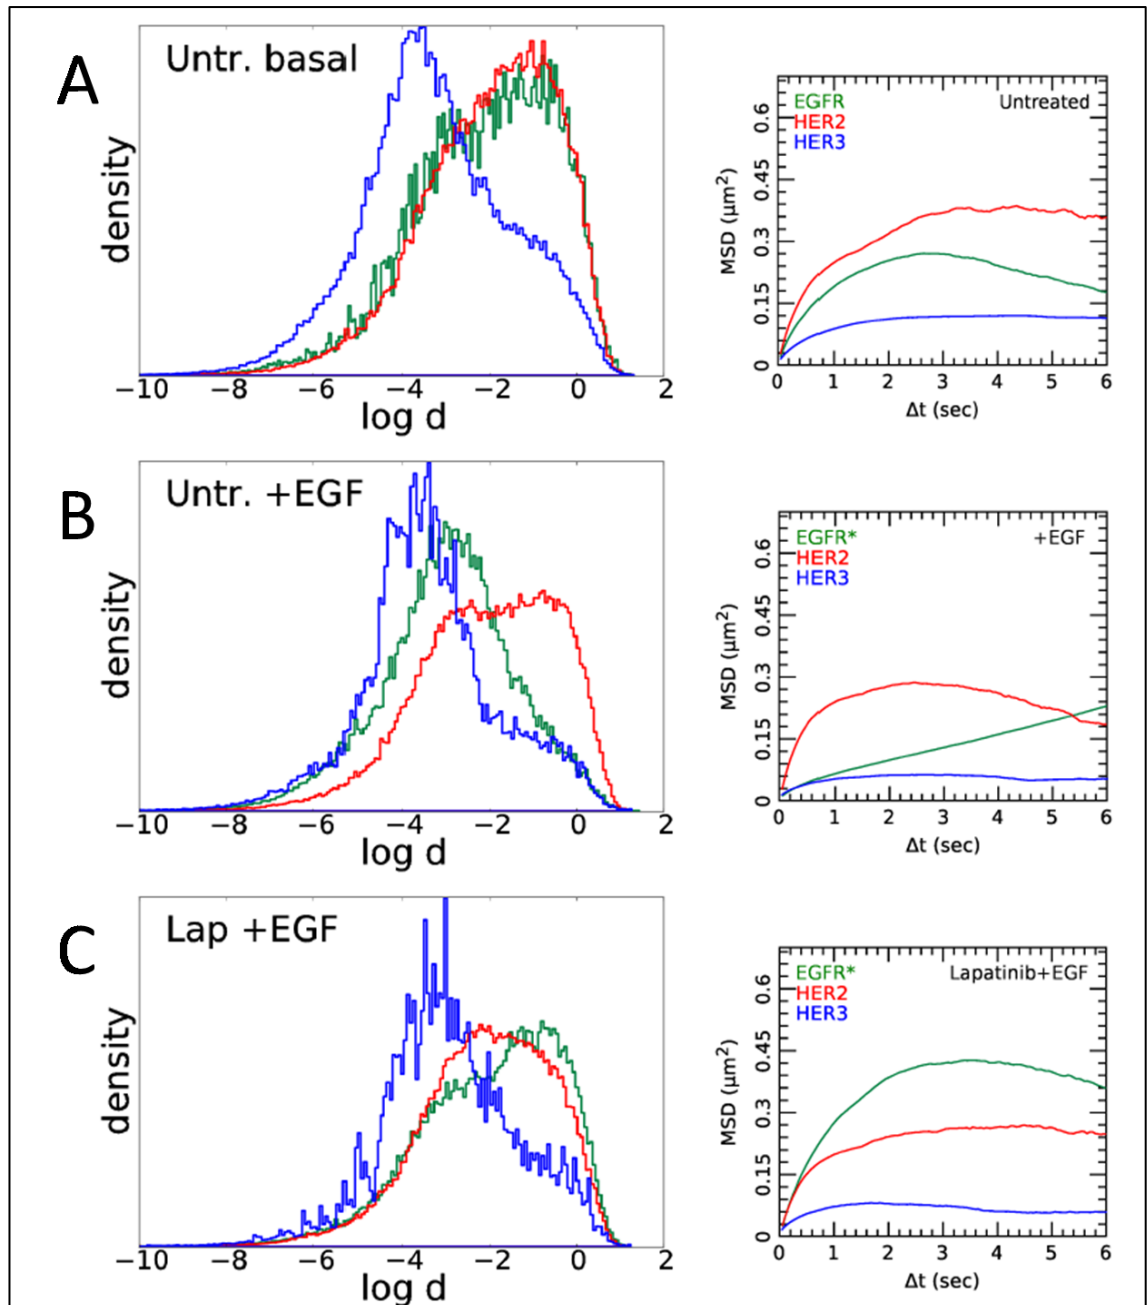 A
Untr. basal
density
−10 −8 −6 −4 −2 0 2
log d
EGFR Untreated
HER2
HER3
MSD (μm²)
0 0.15 0.3 0.45 0.6
0 1 2 3 4 5 6
Δt (sec)
B
Untr. +EGF
density
−10 −8 −6 −4 −2 0 2
log d
EGFR* +EGF
HER2
HER3
MSD (μm²)
0 0.15 0.3 0.45 0.6
0 1 2 3 4 5 6
Δt (sec)
C
Lap +EGF
density
−10 −8 −6 −4 −2 0 2
log d
EGFR* Lapatinib+EGF
HER2
HER3
MSD (μm²)
0 0.15 0.3 0.45 0.6
0 1 2 3 4 5 6
Δt (sec)